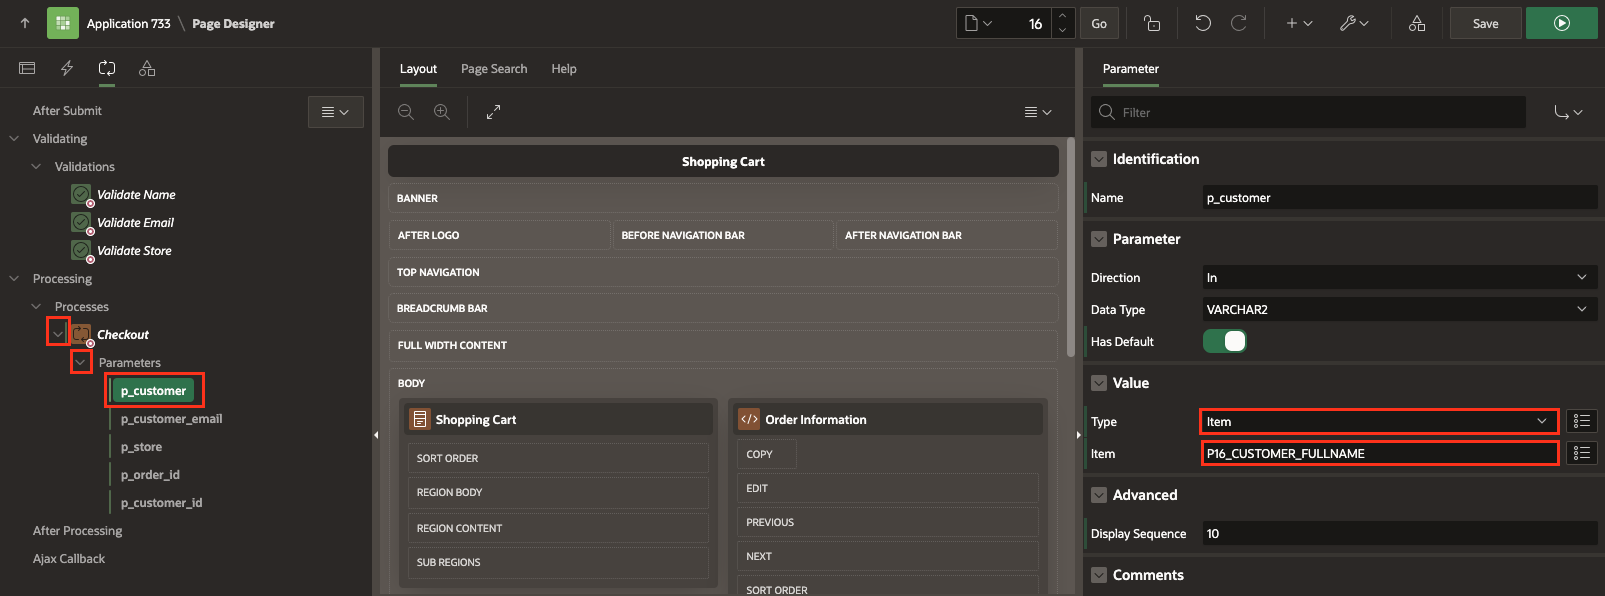 Application 733 \ Page Designer
16
Go
Save
After Submit
Validating
Validations
Validate Name
Validate Email
Validate Store
Processing
Processes
Checkout
Parameters
p_customer
p_customer_email
p_store
p_order_id
p_customer_id
After Processing
Ajax Callback
Layout Page Search Help
Shopping Cart
BANNER
AFTER LOGO BEFORE NAVIGATION BAR AFTER NAVIGATION BAR
TOP NAVIGATION
BREADCRUMB BAR
FULL WIDTH CONTENT
BODY
Shopping Cart
SORT ORDER
REGION BODY
REGION CONTENT
SUB REGIONS
Order Information
COPY
EDIT
PREVIOUS
NEXT
SORT ORDER
Parameter
Filter
Identification
Name p_customer
Parameter
Direction In
Data Type VARCHAR2
Has Default
Value
Type Item
Item P16_CUSTOMER_FULLNAME
Advanced
Display Sequence 10
Comments